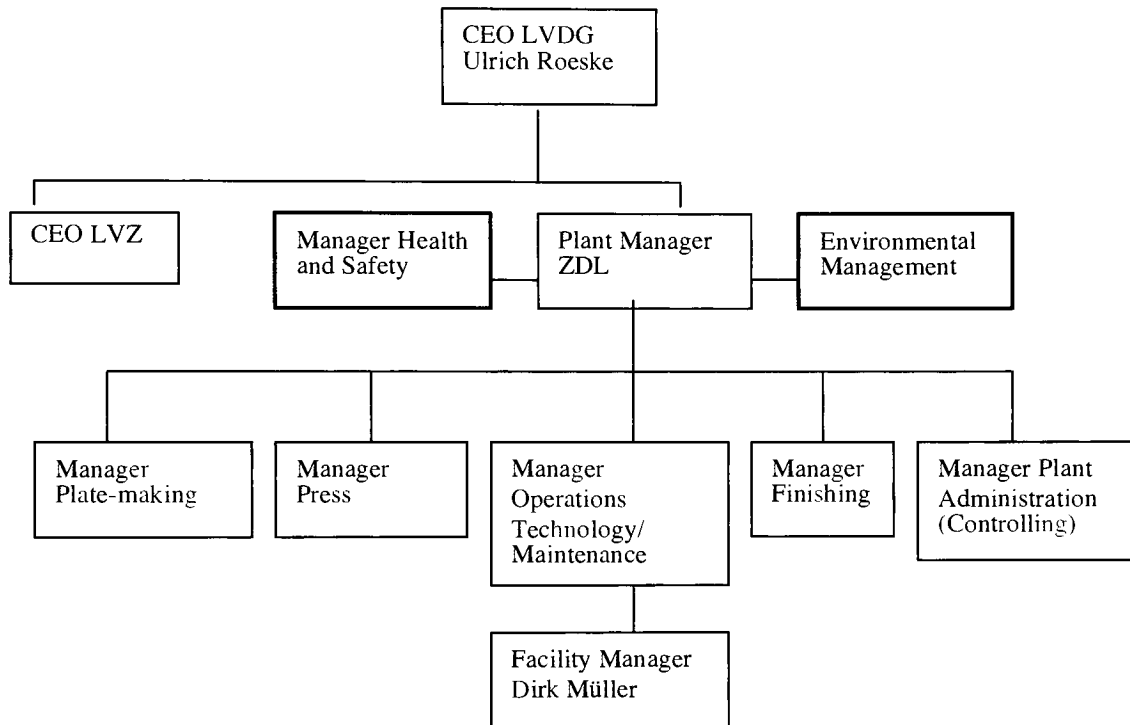 CEO LVDG
Ulrich Roeske
CEO LVZ
Manager Health
and Safety
Plant Manager
ZDL
Environmental
Management
Manager
Plate-making
Manager
Press
Manager
Operations
Technology/
Maintenance
Manager
Finishing
Manager Plant
Administration
(Controlling)
Facility Manager
Dirk Müller